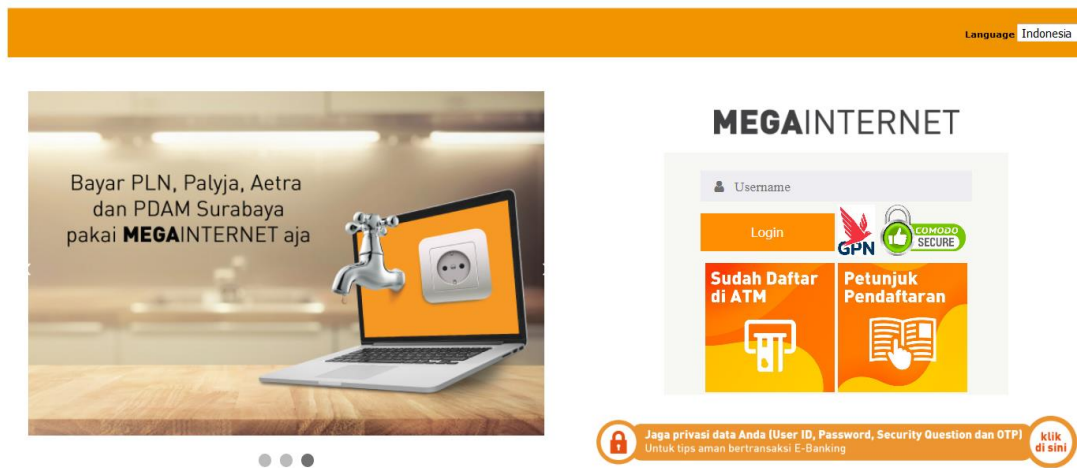 Language Indonesia
Bayar PLN, Palyja, Aetra
dan PDAM Surabaya
pakai MEGAINTERNET aja
MEGAINTERNET
Username
Login
GPN
COMODO
SECURE
Sudah Daftar
di ATM
Petunjuk
Pendaftaran
Jaga privasi data Anda (User ID, Password, Security Question dan OTP)
Untuk tips aman bertransaksi E-Banking
klik
di sini